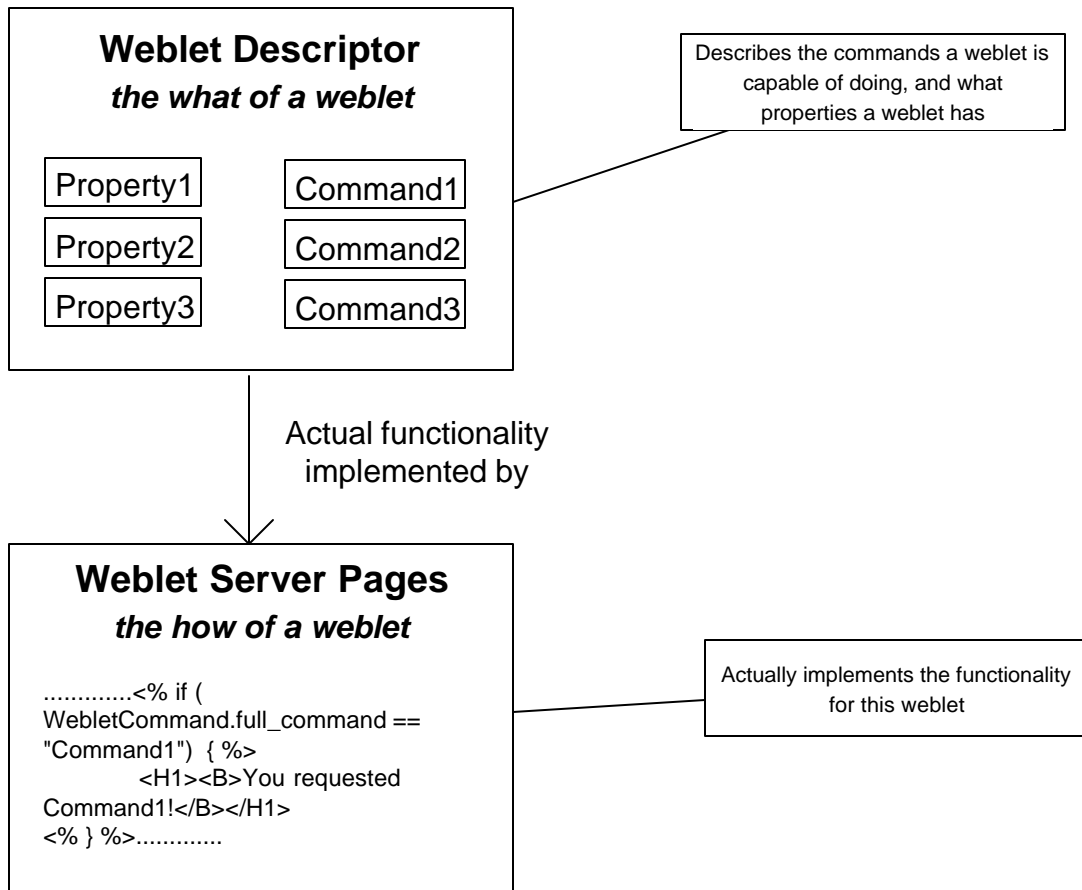 Weblet Descriptor
the what of a weblet
Describes the commands a weblet is
capable of doing, and what
properties a weblet has
Property1
Command1
Property2
Command2
Property3
Command3
Actual functionality
implemented by
Weblet Server Pages
the how of a weblet
Actually implements the functionality
for this weblet
.............<% if (
WebletCommand.full_command ==
"Command1")  { %>
<H1><B>You requested
Command1!</B></H1>
<% } %>.............